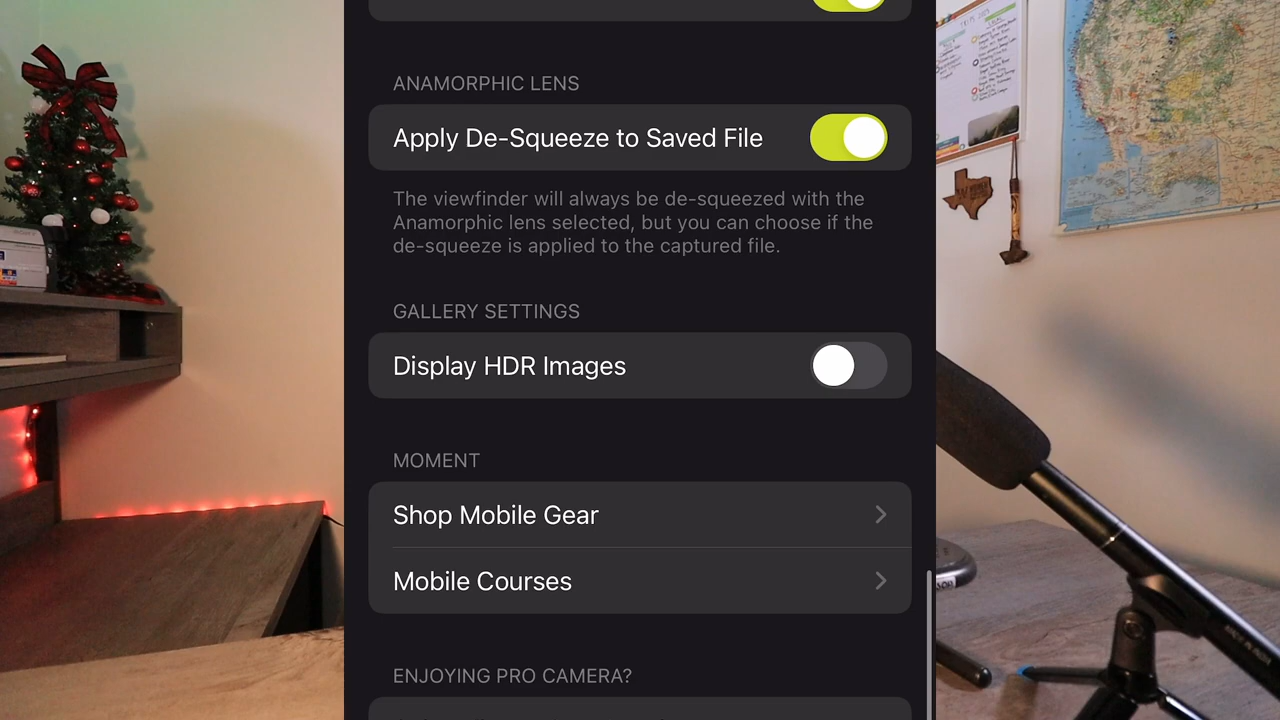 ANAMORPHIC LENS
Apply De-Squeeze to Saved File
The viewfinder will always be de-squeezed with the
Anamorphic lens selected, but you can choose if the
de-squeeze is applied to the captured file.
GALLERY SETTINGS
Display HDR Images
MOMENT
Shop Mobile Gear
Mobile Courses
ENJOYING PRO CAMERA?